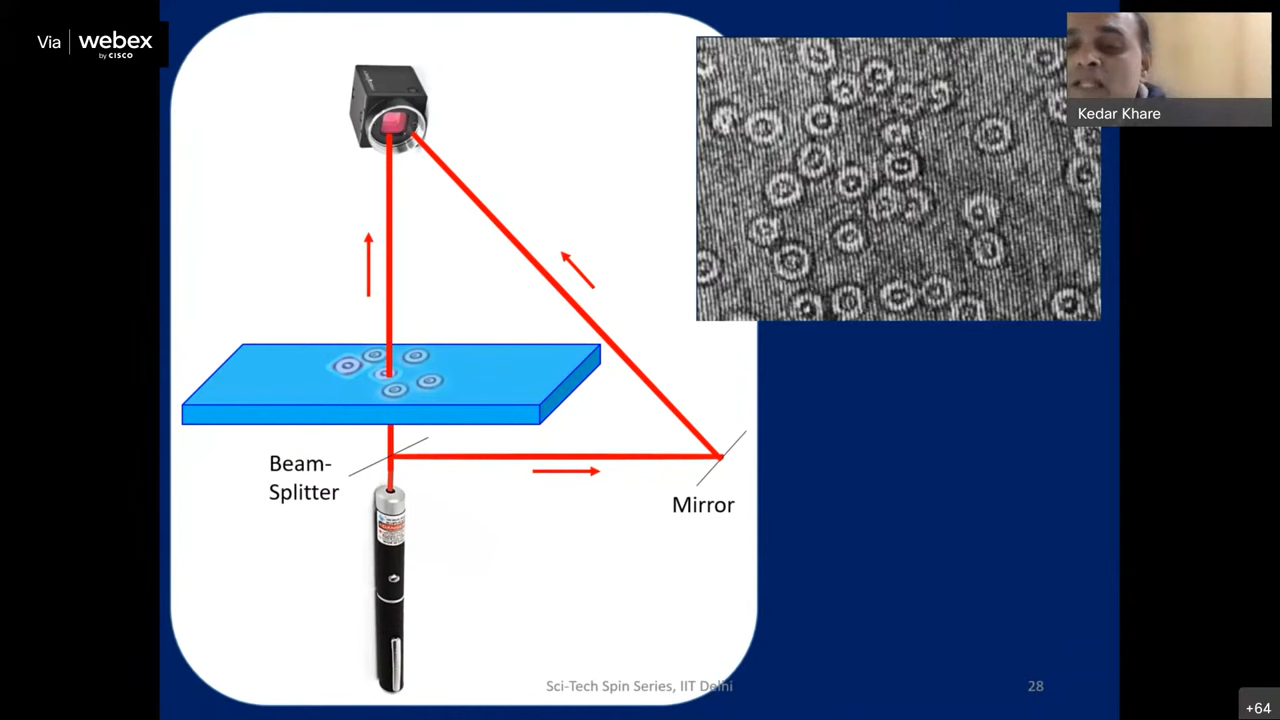 Via
webex
by CISCO
Kedar Khare
Beam-
Splitter
Mirror
Sci-Tech Spin Series, IIT Delhi
28
+64